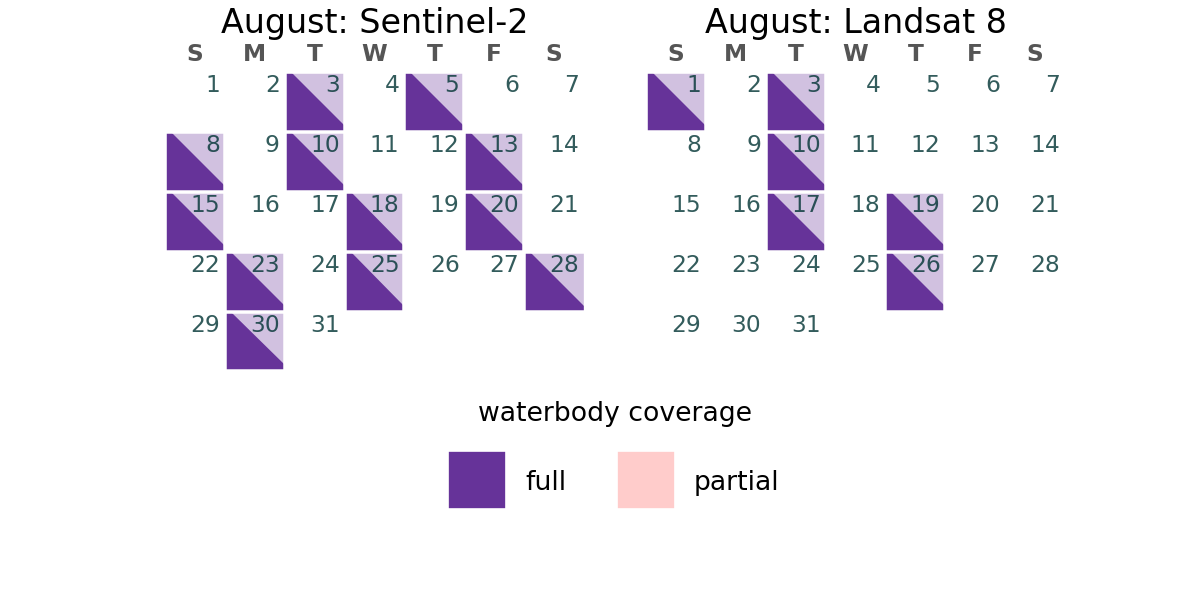 August: Sentinel-2
S M T W T F S
1 2 3 4 5 6 7
8 9 10 11 12 13 14
15 16 17 18 19 20 21
22 23 24 25 26 27 28
29 30 31
August: Landsat 8
S M T W T F S
1 2 3 4 5 6 7
8 9 10 11 12 13 14
15 16 17 18 19 20 21
22 23 24 25 26 27 28
29 30 31
waterbody coverage
full
partial